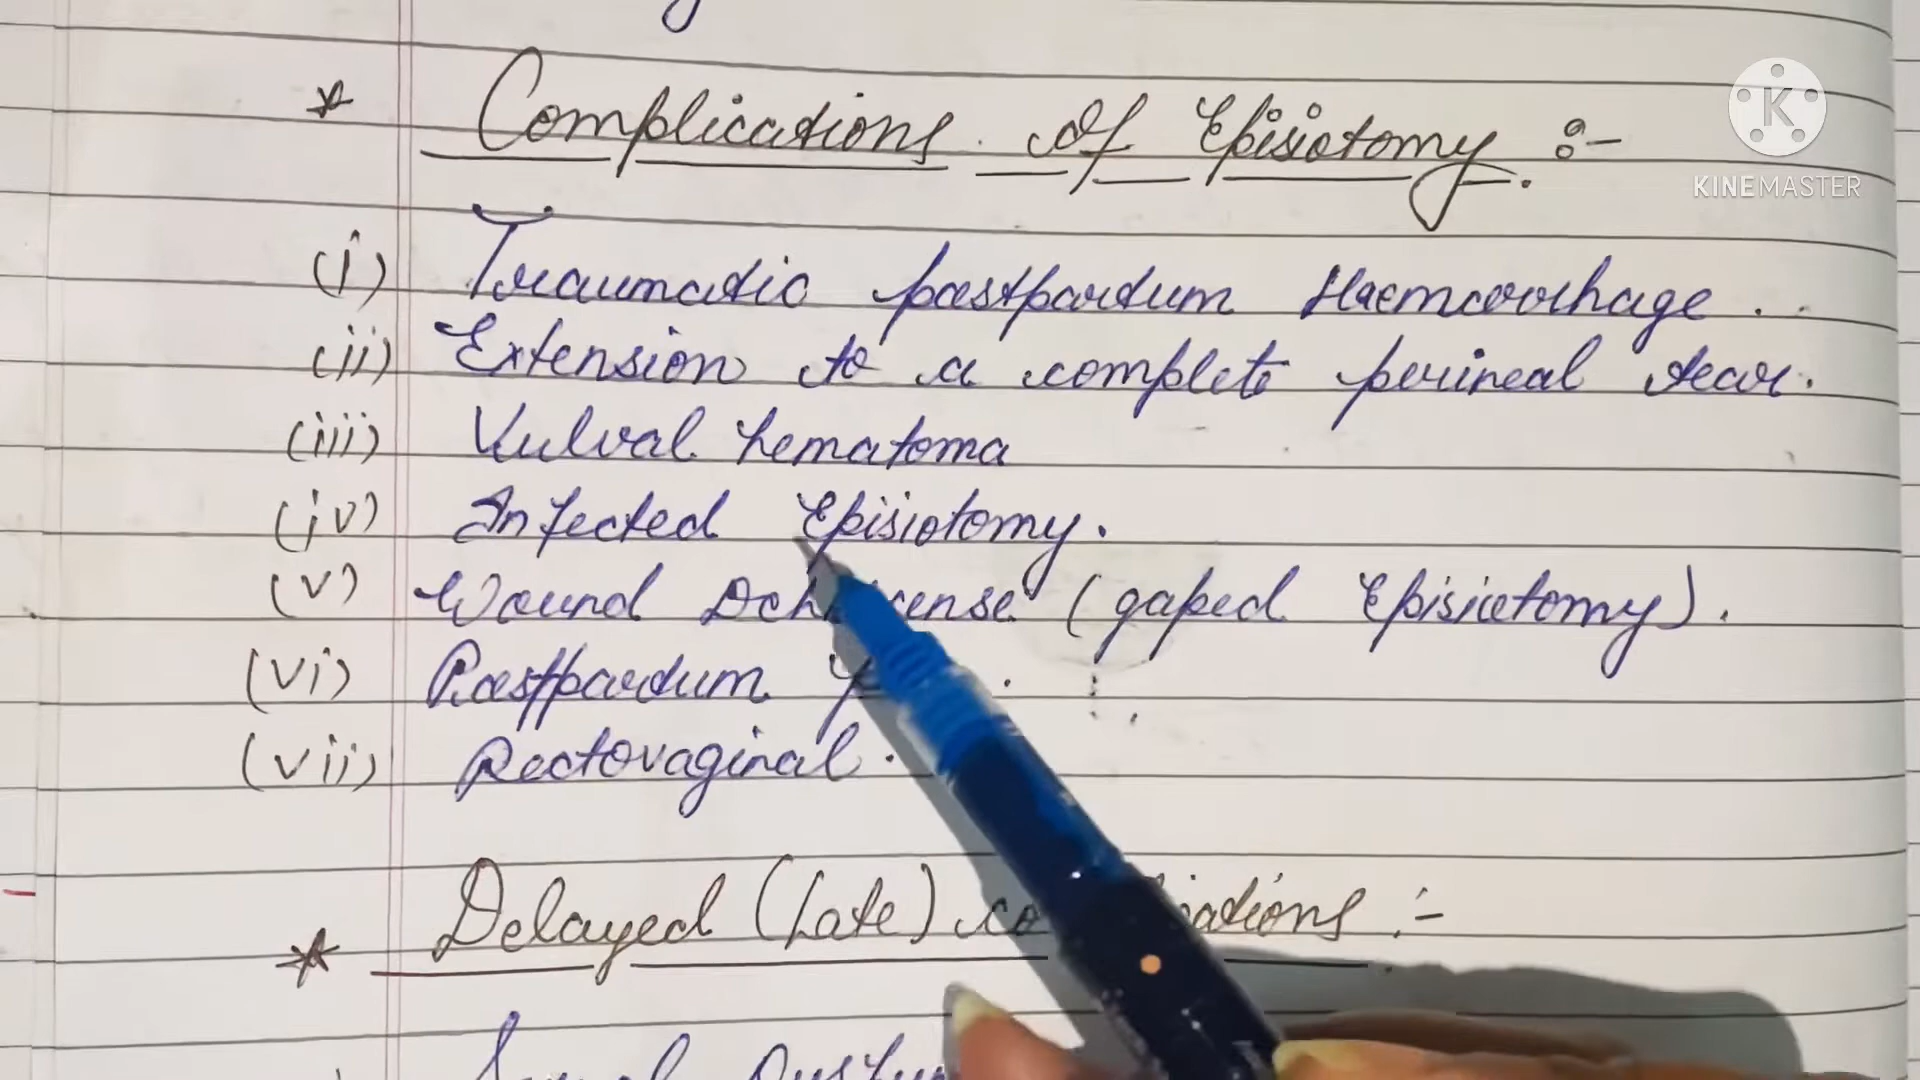 * Complications Of Episiotomy :-
KINEMASTER
(i) Traumatic postpartum Haemorrhage ..
(ii) Extension to a complete perineal tear.
(iii) Vulval hematoma
(iv) Infected Episiotomy.
(v) Wound (gaped Episiotomy).
(vi) Postpartum
(vii) Rectovaginal.
* Delayed (Late) :-